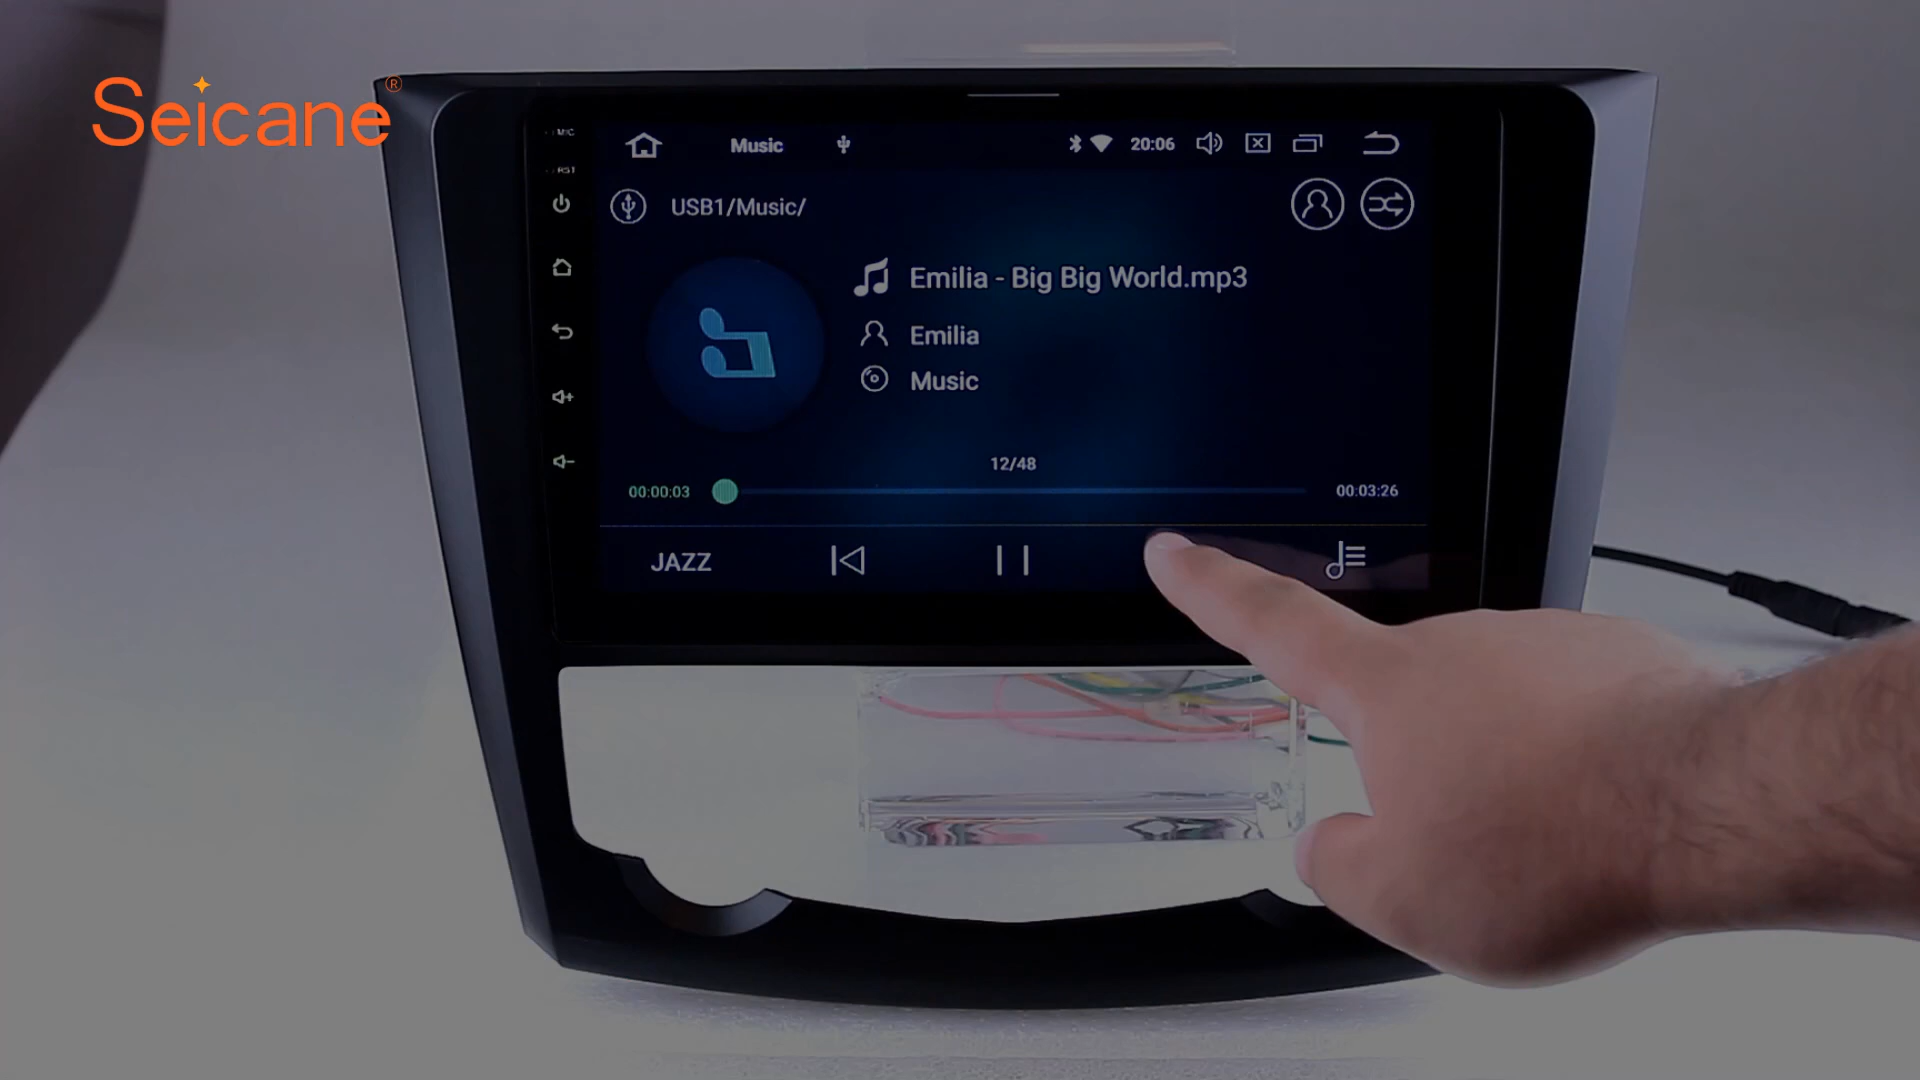 Seicane®
MIC
RST
Music
20:06
USB1/Music/
Emilia - Big Big World.mp3
Emilia
Music
12/48
00:00:03
00:03:26
JAZZ